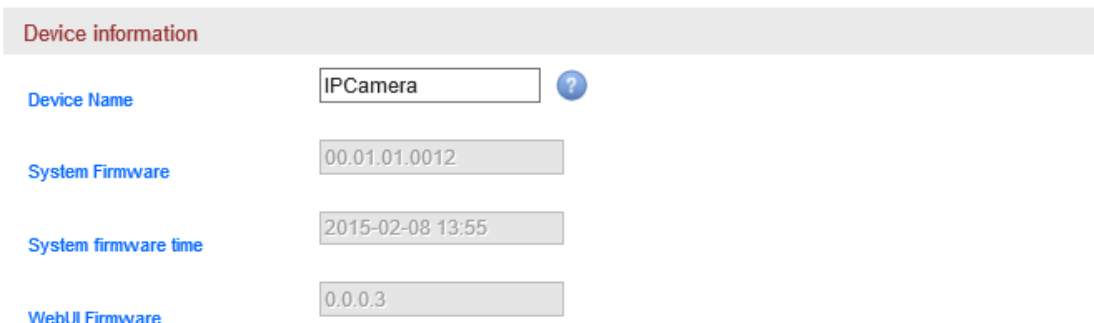 Device information
Device Name
IPCamera
?
System Firmware
00.01.01.0012
System firmware time
2015-02-08 13:55
WebUI Firmware
0.0.0.3